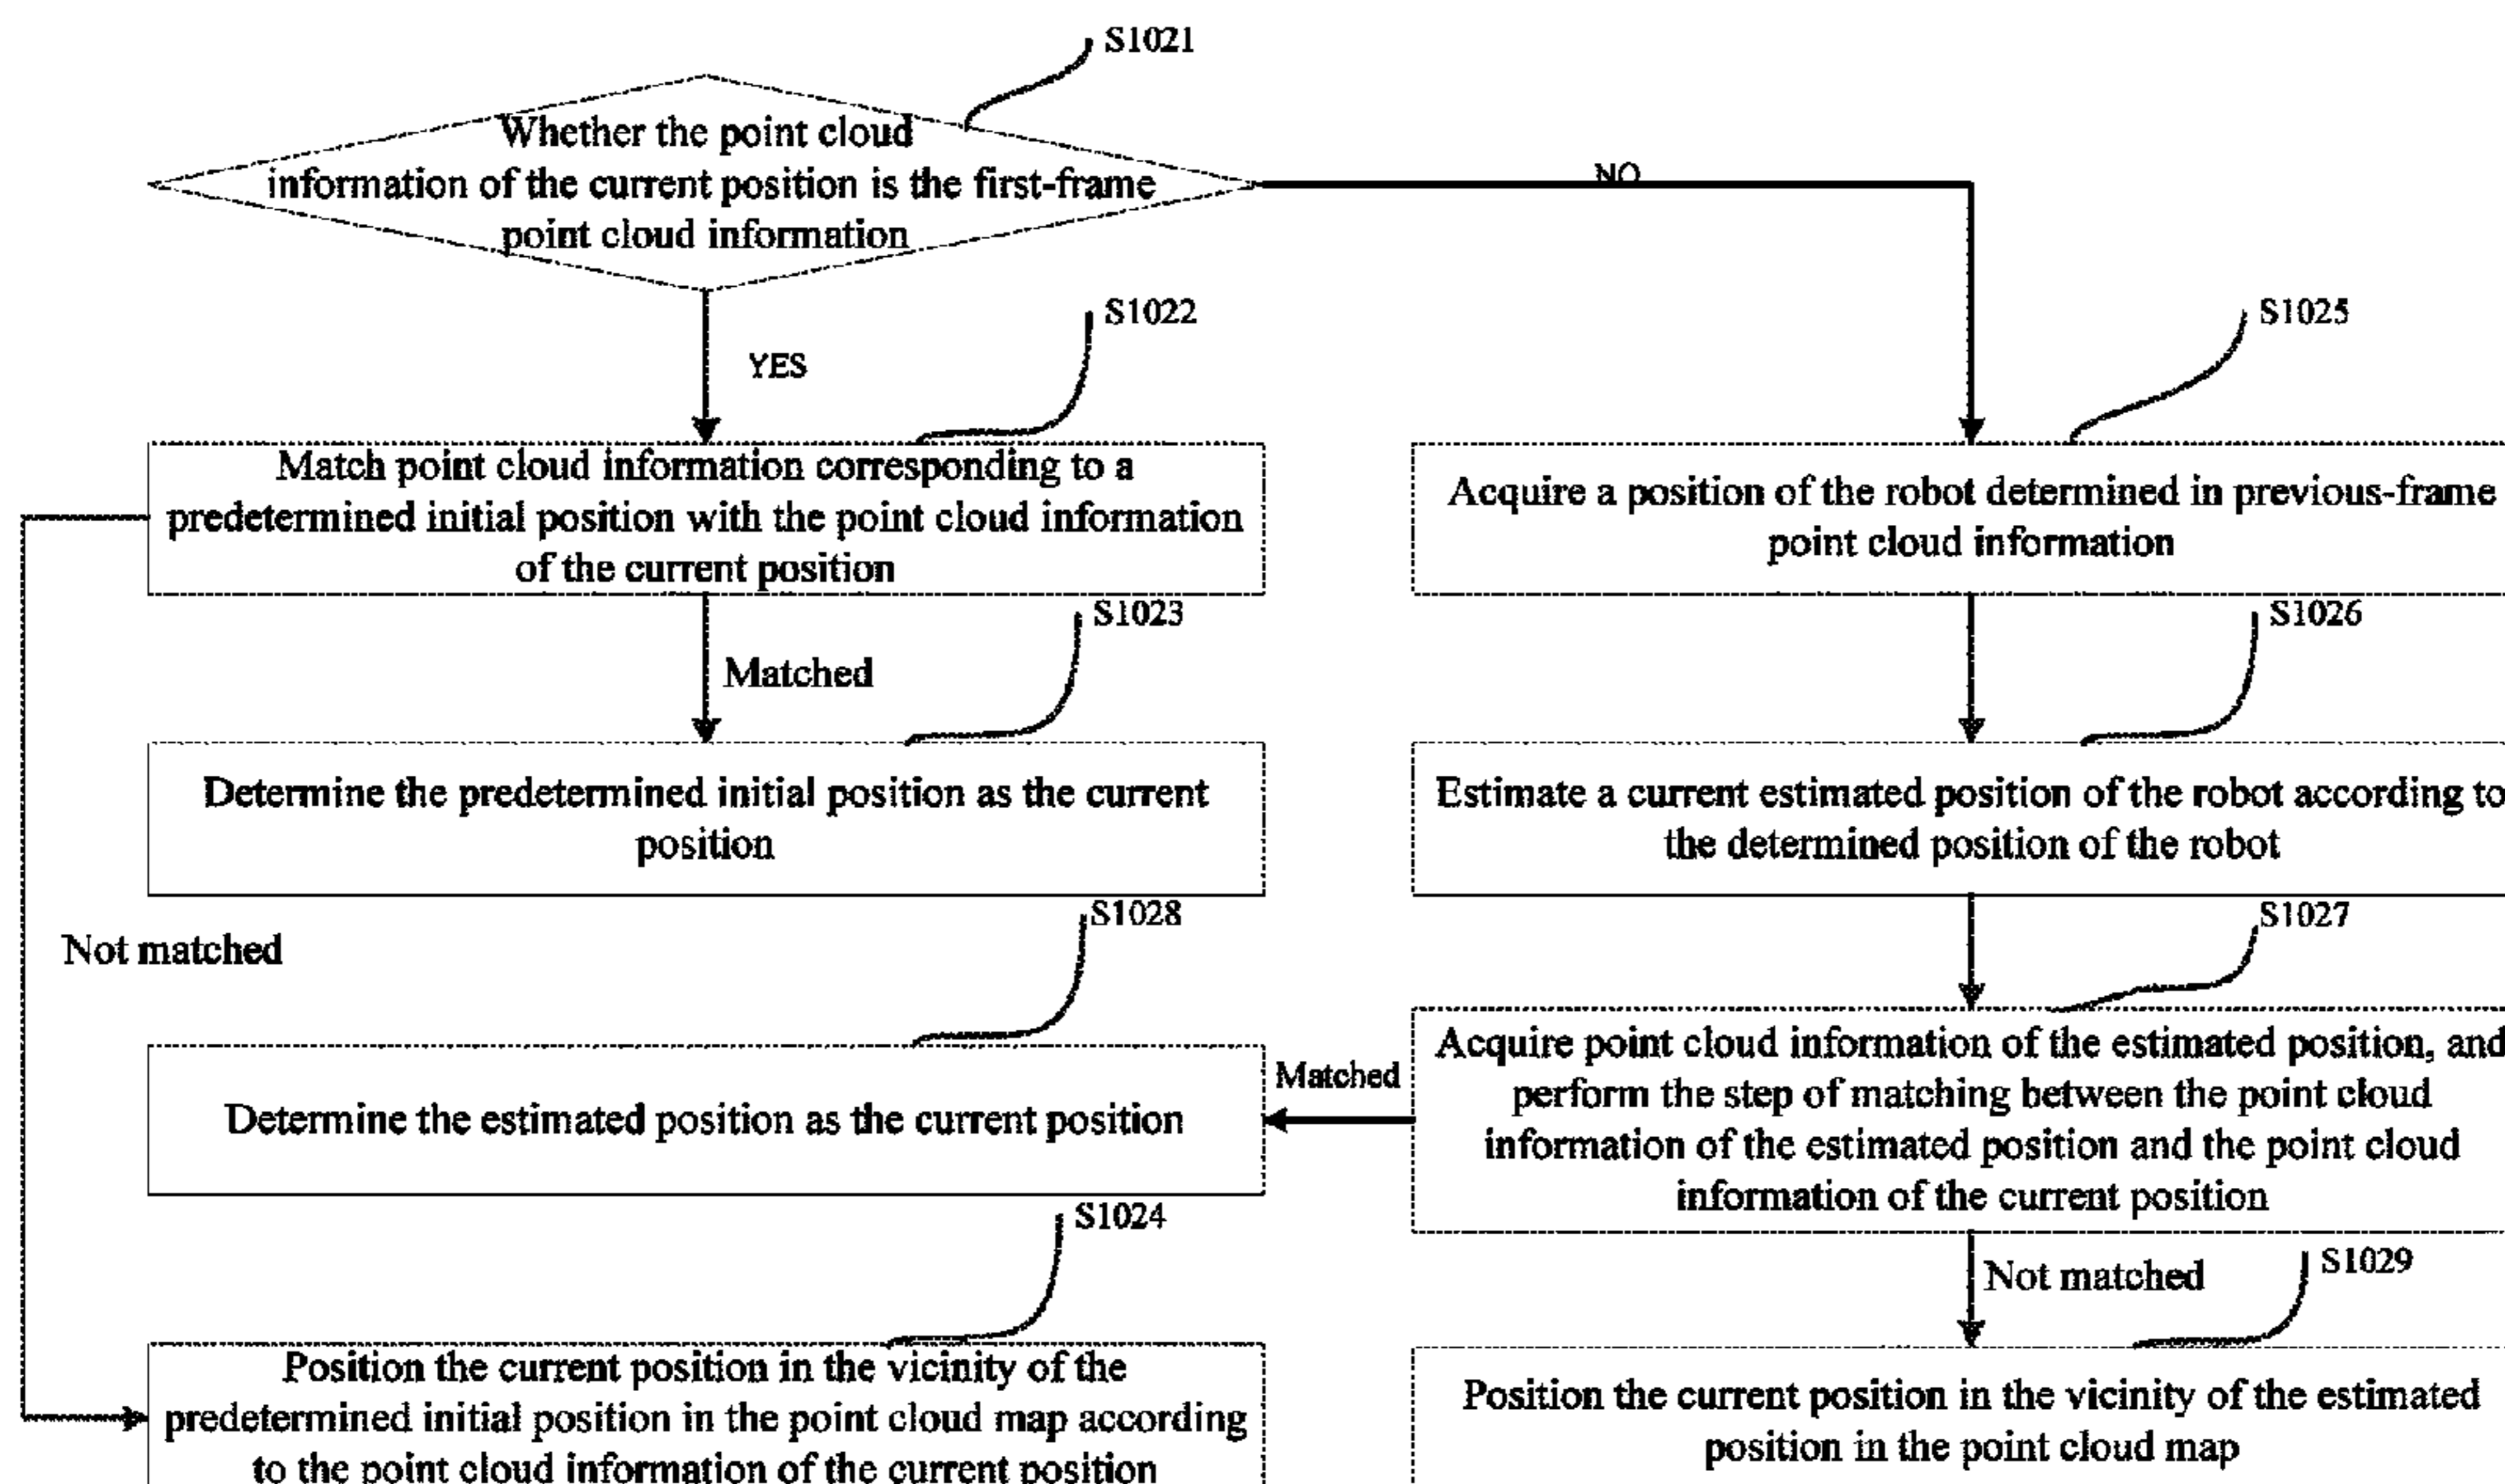 S1021
Whether the point cloud
information of the current position is the first-frame
point cloud information
NO
YES
S1022
Match point cloud information corresponding to a
predetermined initial position with the point cloud information
of the current position
S1025
Acquire a position of the robot determined in previous-frame
point cloud information
Matched
S1023
Determine the predetermined initial position as the current
position
S1026
Estimate a current estimated position of the robot according to
the determined position of the robot
Not matched
S1028
Determine the estimated position as the current position
Matched
S1027
Acquire point cloud information of the estimated position, and
perform the step of matching between the point cloud
information of the estimated position and the point cloud
information of the current position
S1024
Position the current position in the vicinity of the
predetermined initial position in the point cloud map according
to the point cloud information of the current position
Not matched
S1029
Position the current position in the vicinity of the estimated
position in the point cloud map